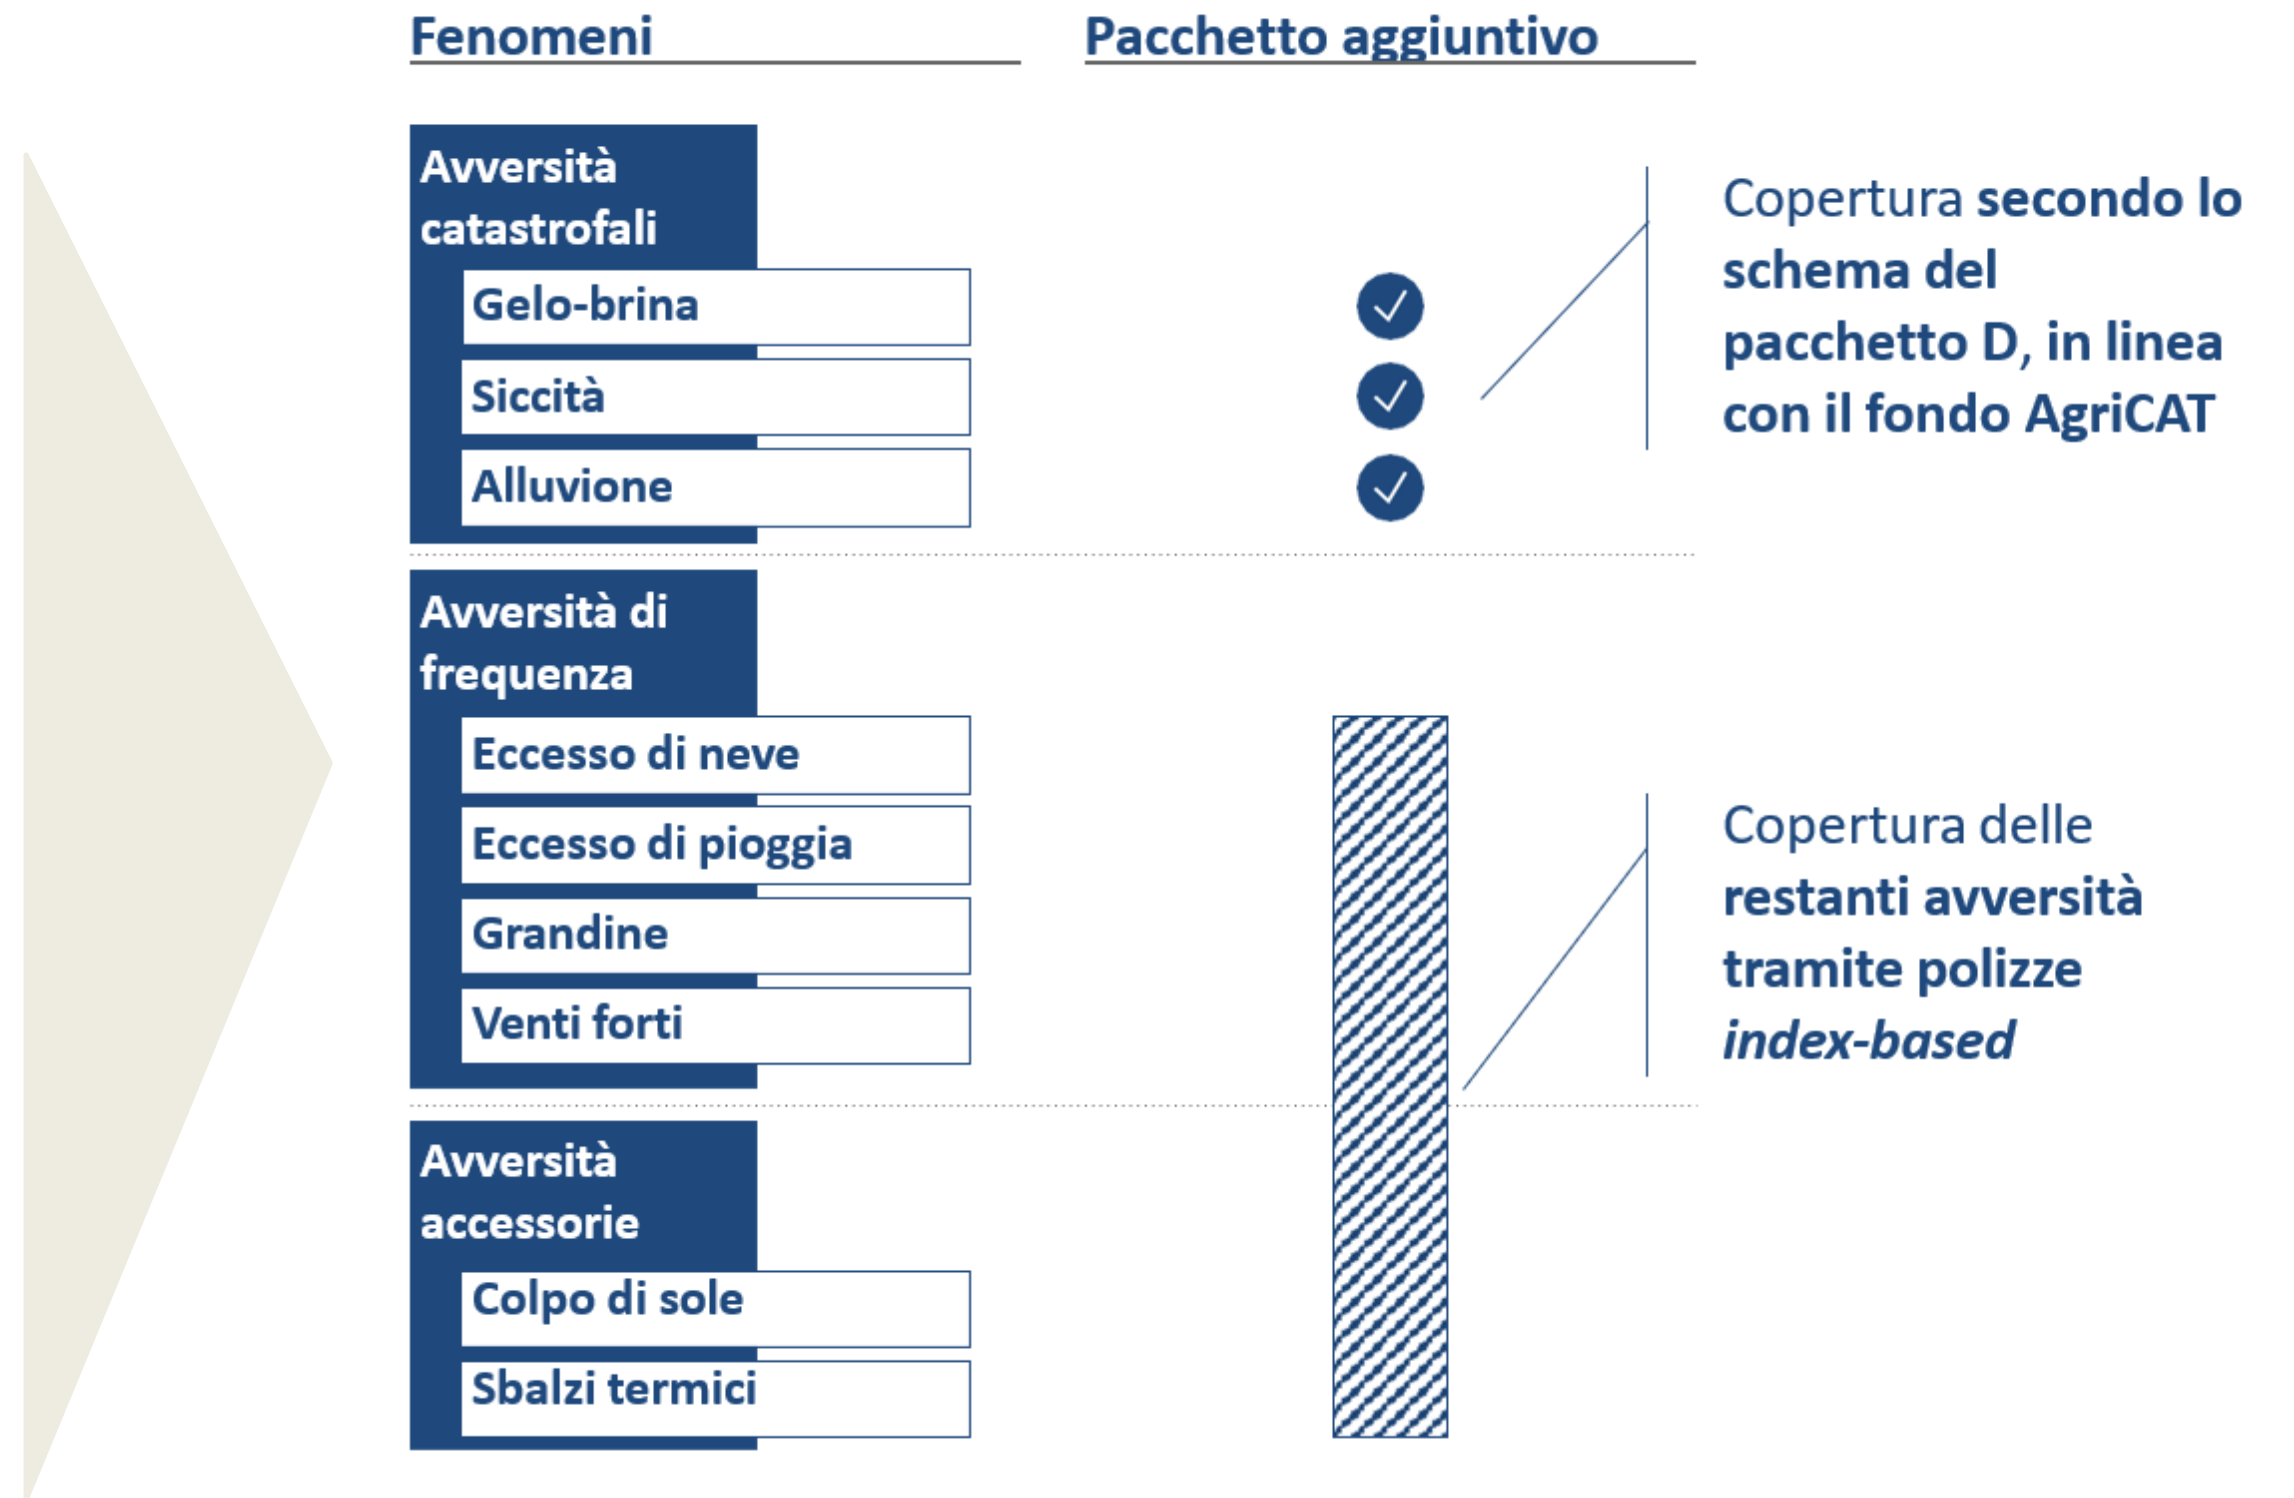 Fenomeni
Pacchetto aggiuntivo
Avversità
catastrofali
Gelo-brina
Siccità
Alluvione
Copertura secondo lo
schema del
pacchetto D, in linea
con il fondo AgriCAT
Avversità di
frequenza
Eccesso di neve
Eccesso di pioggia
Grandine
Venti forti
Copertura delle
restanti avversità
tramite polizze
index-based
Avversità
accessorie
Colpo di sole
Sbalzi termici